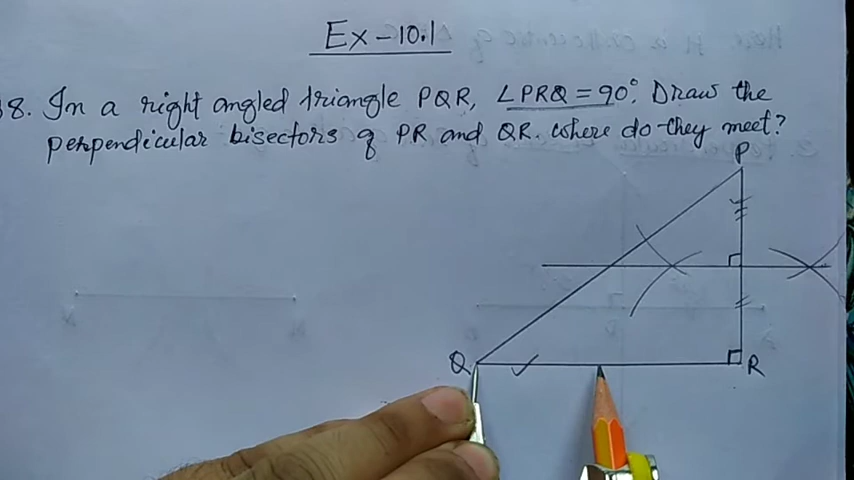 Ex-10.1
8. In a right angled triangle PQR, ∠PRQ = 90°. Draw the
perpendicular bisectors of PR and QR. Where do they meet?
P
Q
R